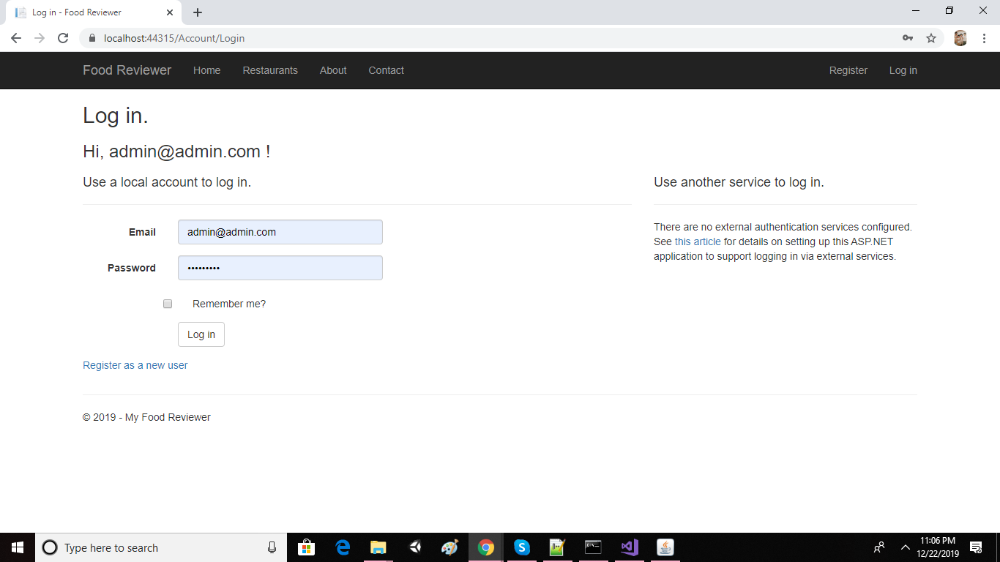 Log in - Food Reviewer
localhost:44315/Account/Login
Food Reviewer Home Restaurants About Contact Register Log in
Log in.
Hi, admin@admin.com !
Use a local account to log in.
Email admin@admin.com
Password •••••••••
Remember me?
Log in
Register as a new user
Use another service to log in.
There are no external authentication services configured.
See this article for details on setting up this ASP.NET
application to support logging in via external services.
© 2019 - My Food Reviewer
Type here to search
11:06 PM
12/22/2019